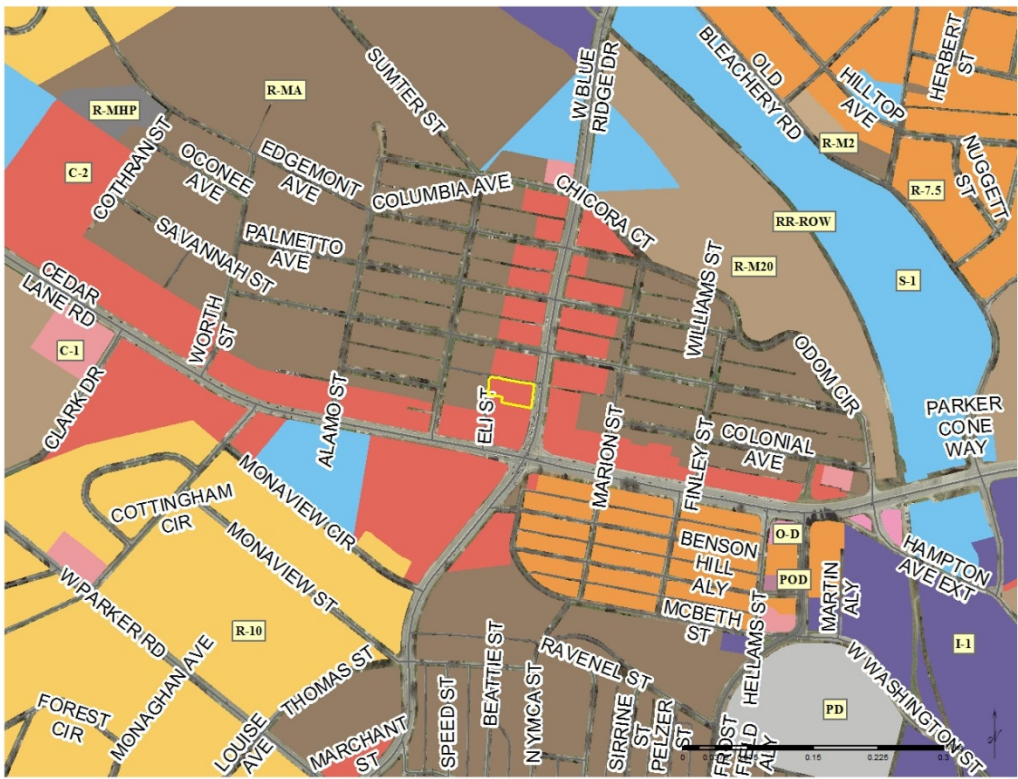 SUMTER ST
W BLUE
RIDGE DR
OLD
BLEACHERY RD
HILLTOP
AVE
HERBERT
ST
R-MHP
R-MA
R-M2
NUGGETT
ST
C-2
COTHRAN ST
OCONEE
AVE
EDGEMONT
AVE
COLUMBIA AVE
CHICORA CT
R-7.5
SAVANNAH ST
PALMETTO
AVE
RR-ROW
R-M20
S-1
WILLIAMS ST
CEDAR
LANE RD
WORTH
ST
C-1
CLARK DR
ALAMO ST
ELI ST
MARION ST
FINLEY ST
COLONIAL
AVE
ODOM CIR
PARKER
CONE
WAY
COTTINGHAM
CIR
MONAVIEW CIR
MONAVIEW ST
BENSON
HILL
ALY
MCBETH
ST
O-D
POD
MARTIN
ALY
HAMPTON
AVE EXT
W PARKER RD
R-10
MONAGHAN AVE
THOMAS ST
RAVENEL ST
HELLAMS ST
W WASHINGTON ST
I-1
PD
FOREST
CIR
LOUISE
AVE
MARCHANT
ST
SPEED ST
BEATTIE ST
N YMCA ST
SIRRINE
ST
PELZER
ST
FROST
FIELD
ALY
N
0.15
0.225